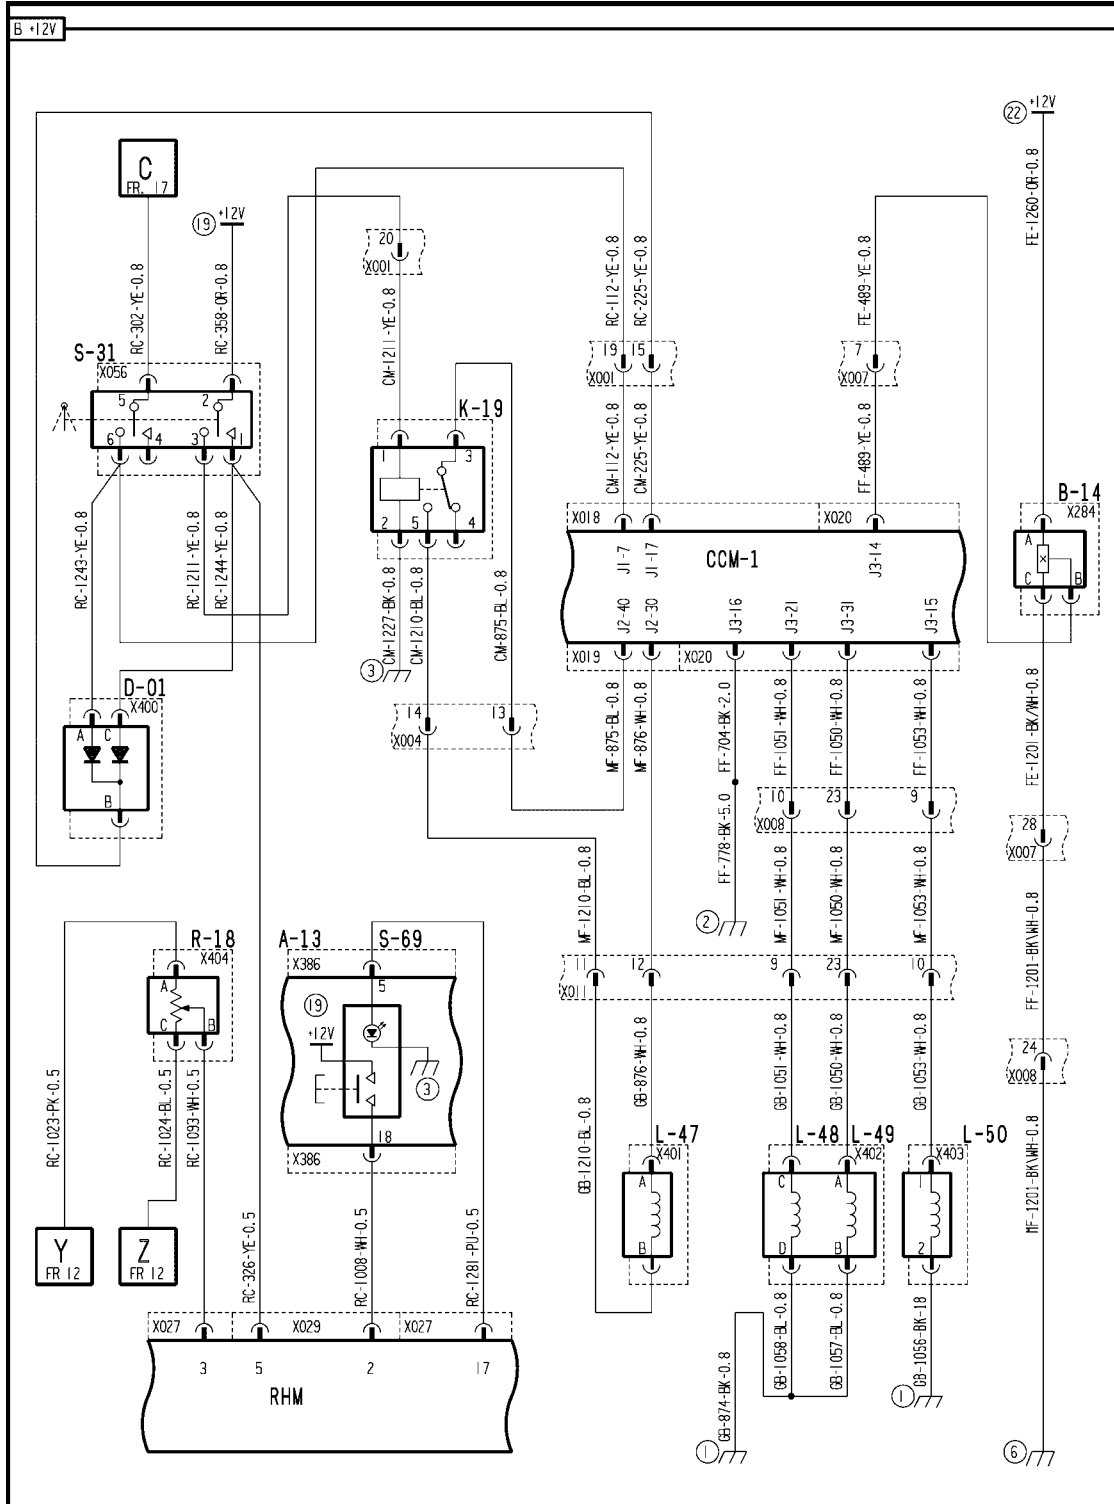 B +12V
22
+12V
C
FR. 17
19
+12V
20
X001
FE-1260-OR-0.8
RC-302-YE-0.8
RC-358-OR-0.8
CM-1211-YE-0.8
RC-112-YE-0.8
RC-225-YE-0.8
FE-489-YE-0.8
S-31
X056
19
15
X001
7
X007
5
2
6
4
3
1
K-19
1
3
2
5
4
CM-112-YE-0.8
CM-225-YE-0.8
FF-489-YE-0.8
B-14
X284
A
C
B
X018
X020
J1-7
J1-17
CCM-1
J3-14
J2-40
J2-30
J3-16
J3-21
J3-31
J3-15
X019
X020
RC-1243-YE-0.8
RC-1211-YE-0.8
RC-1244-YE-0.8
CM-1227-BK-0.8
CM-1210-BL-0.8
CM-875-BL-0.8
3
D-01
X400
A
C
B
14
13
X004
MF-875-BL-0.8
MF-876-WH-0.8
FF-704-BK-2.0
FF-1051-WH-0.8
FF-1050-WH-0.8
FF-1053-WH-0.8
FE-1201-BK/WH-0.8
10
23
9
X008
28
X007
FF-778-BK-5.0
MF-1210-BL-0.8
MF-1051-WH-0.8
MF-1050-WH-0.8
MF-1053-WH-0.8
FF-1201-BK\WH-0.8
2
R-18
X404
A
C
B
A-13
S-69
X386
5
19
+12V
3
18
X386
11
12
9
23
10
X011
24
X008
RC-1023-PK-0.5
RC-1024-BL-0.5
RC-1093-WH-0.5
GB-1210-BL-0.8
GB-876-WH-0.8
GB-1051-WH-0.8
GB-1050-WH-0.8
GB-1053-WH-0.8
MF-1201-BK\WH-0.8
L-47
X401
A
B
L-48
L-49
X402
C
A
D
B
L-50
X403
1
2
Y
FR 12
Z
FR 12
RC-326-YE-0.5
RC-1008-WH-0.5
RC-1281-PU-0.5
X027
X029
X027
3
5
2
17
RHM
GB-874-BK-0.8
GB-1058-BL-0.8
GB-1057-BL-0.8
GB-1056-BK-18
1
1
6